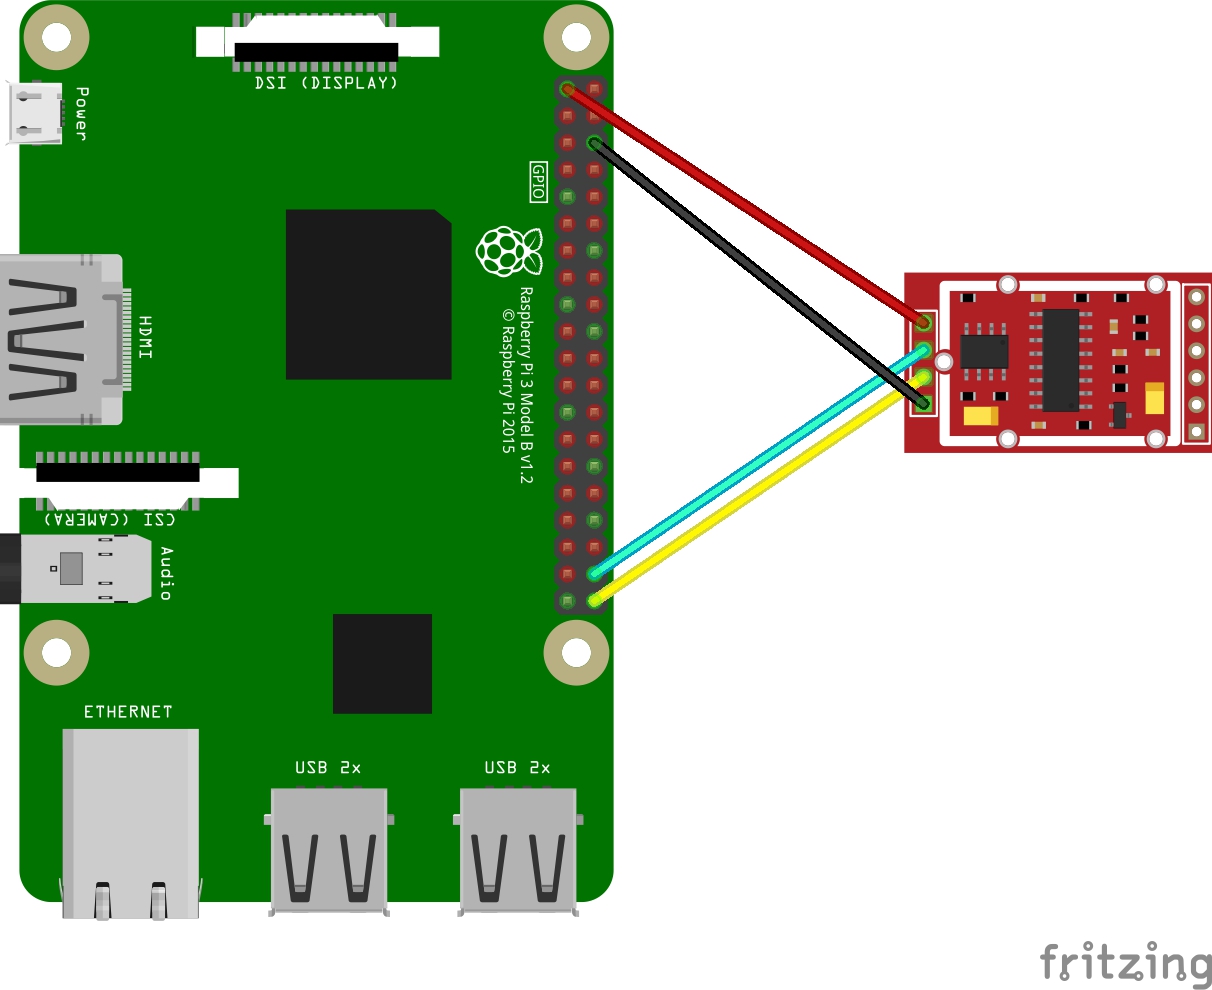 DSI (DISPLAY)
Power
GPIO
HDMI
Raspberry Pi 3 Model B v1.2
© Raspberry Pi 2015
CSI (CAMERA)
Audio
ETHERNET
USB 2x
USB 2x
fritzing